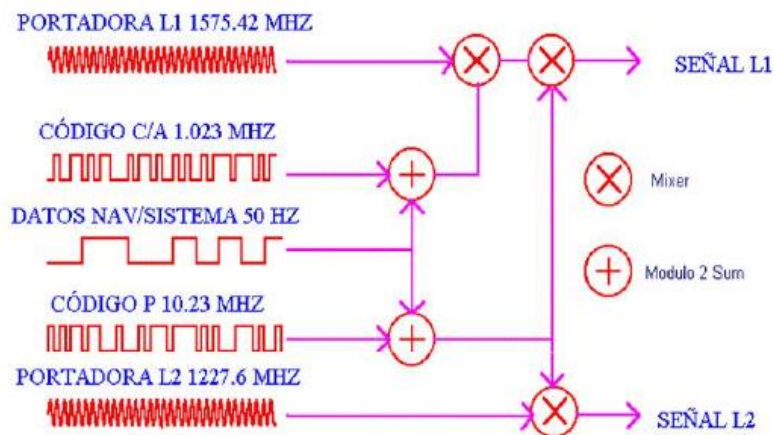 PORTADORA L1 1575.42 MHZ
SEÑAL L1
CÓDIGO C/A 1.023 MHZ
Mixer
DATOS NAV/SISTEMA 50 HZ
Modulo 2 Sum
CÓDIGO P 10.23 MHZ
PORTADORA L2 1227.6 MHZ
SEÑAL L2